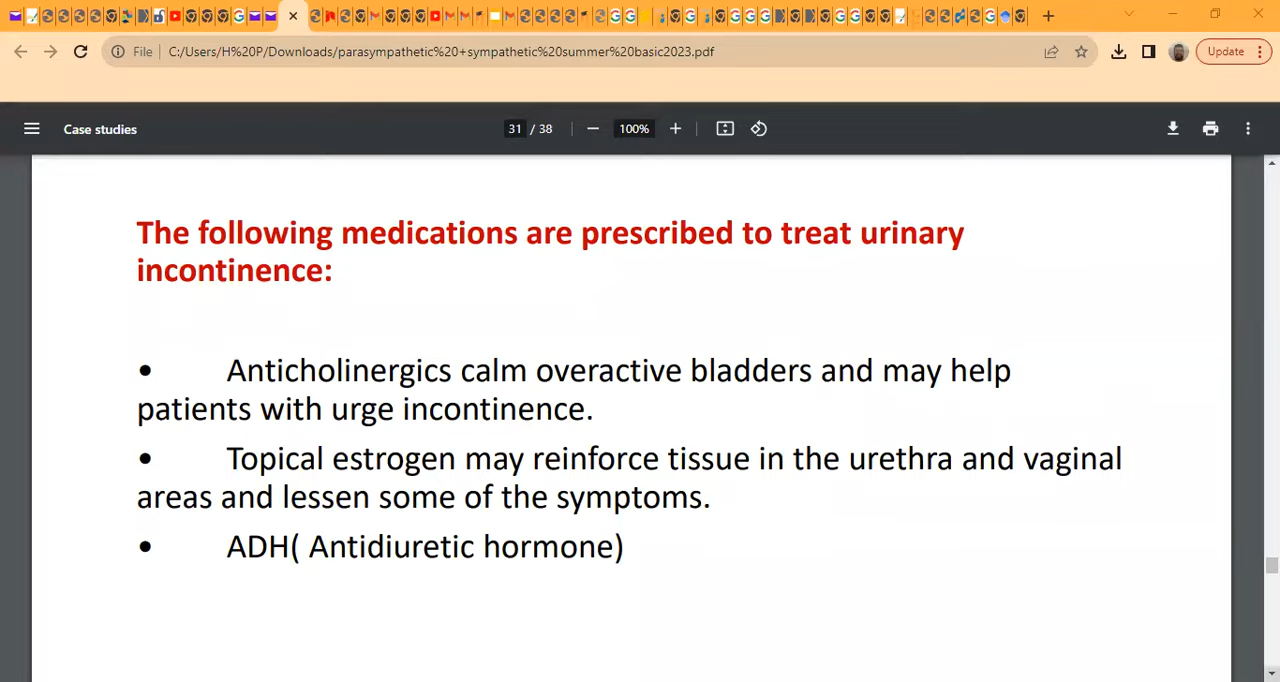 File C:/Users/H%20P/Downloads/parasympathetic%20+sympathetic%20summer%20basic2023.pdf Update
Case studies 31 / 38 100%
The following medications are prescribed to treat urinary
incontinence:
• Anticholinergics calm overactive bladders and may help
patients with urge incontinence.
• Topical estrogen may reinforce tissue in the urethra and vaginal
areas and lessen some of the symptoms.
• ADH( Antidiuretic hormone)